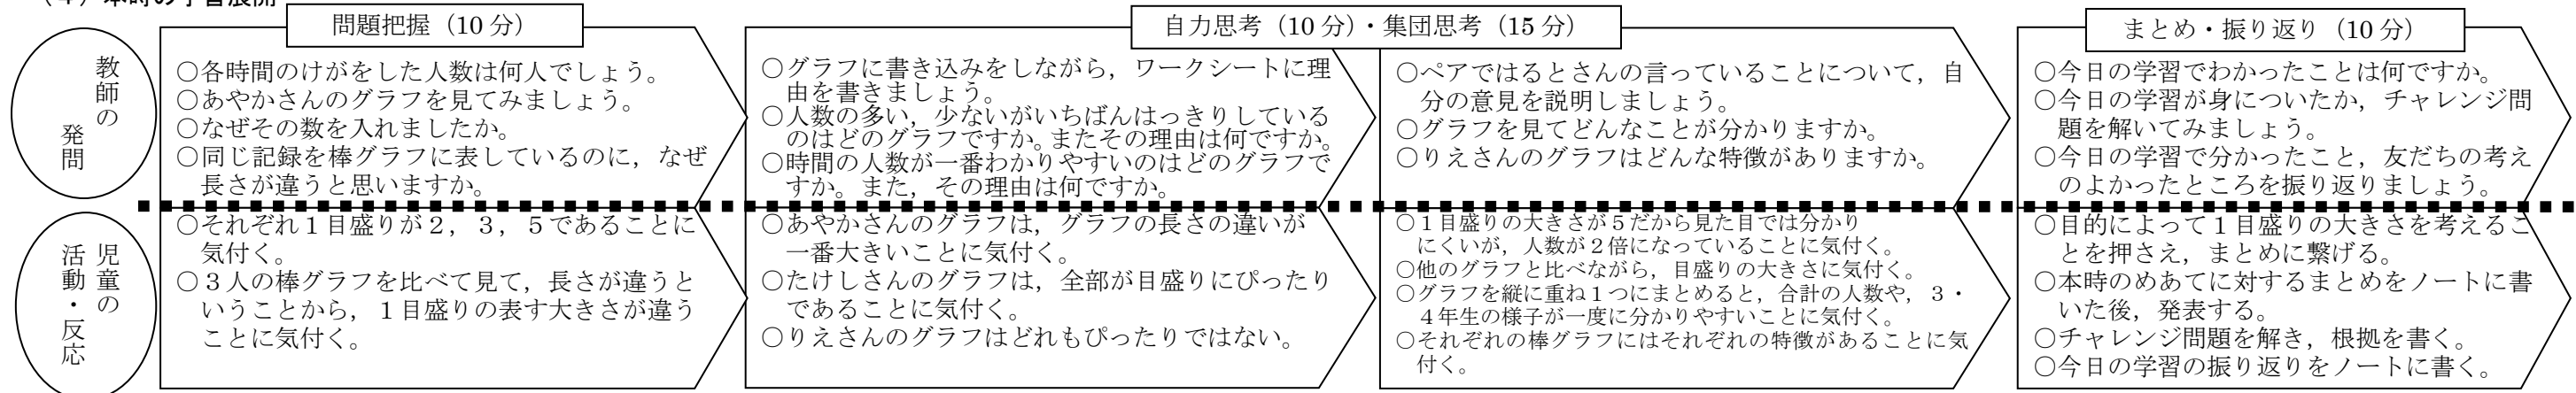 （４）本時の学習展開
教師の
発問
問題把握（10 分）
○各時間のけがをした人数は何人でしょう。
○あやかさんのグラフを見てみましょう。
○なぜその数を入れましたか。
○同じ記録を棒グラフに表しているのに，なぜ
長さが違うと思いますか。
自力思考（10 分）・集団思考（15 分）
○グラフに書き込みをしながら，ワークシートに理
由を書きましょう。
○人数の多い，少ないがいちばんはっきりしている
のはどのグラフですか。またその理由は何ですか。
○時間の人数が一番わかりやすいのはどのグラフで
すか。また，その理由は何ですか。
○ペアではるとさんの言っていることについて，自
分の意見を説明しましょう。
○グラフを見てどんなことが分かりますか。
○りえさんのグラフはどんな特徴がありますか。
まとめ・振り返り（10 分）
○今日の学習でわかったことは何ですか。
○今日の学習が身についたか，チャレンジ問
題を解いてみましょう。
○今日の学習で分かったこと，友だちの考え
のよかったところを振り返りましょう。
児童の
活動・反応
○それぞれ１目盛りが２，３，５であることに
気付く。
○３人の棒グラフを比べて見て，長さが違うと
いうことから，１目盛りの表す大きさが違う
ことに気付く。
○あやかさんのグラフは，グラフの長さの違いが
一番大きいことに気付く。
○たけしさんのグラフは，全部が目盛りにぴったり
であることに気付く。
○りえさんのグラフはどれもぴったりではない。
○１目盛りの大きさが５だから見た目では分かり
にくいが，人数が２倍になっていることに気付く。
○他のグラフと比べながら，目盛りの大きさに気付く。
○グラフを縦に重ね１つにまとめると，合計の人数や，３・
４年生の様子が一度に分かりやすいことに気付く。
○それぞれの棒グラフにはそれぞれの特徴があることに気
付く。
○目的によって１目盛りの大きさを考えるこ
とを押さえ，まとめに繋げる。
○本時のめあてに対するまとめをノートに書
いた後，発表する。
○チャレンジ問題を解き，根拠を書く。
○今日の学習の振り返りをノートに書く。